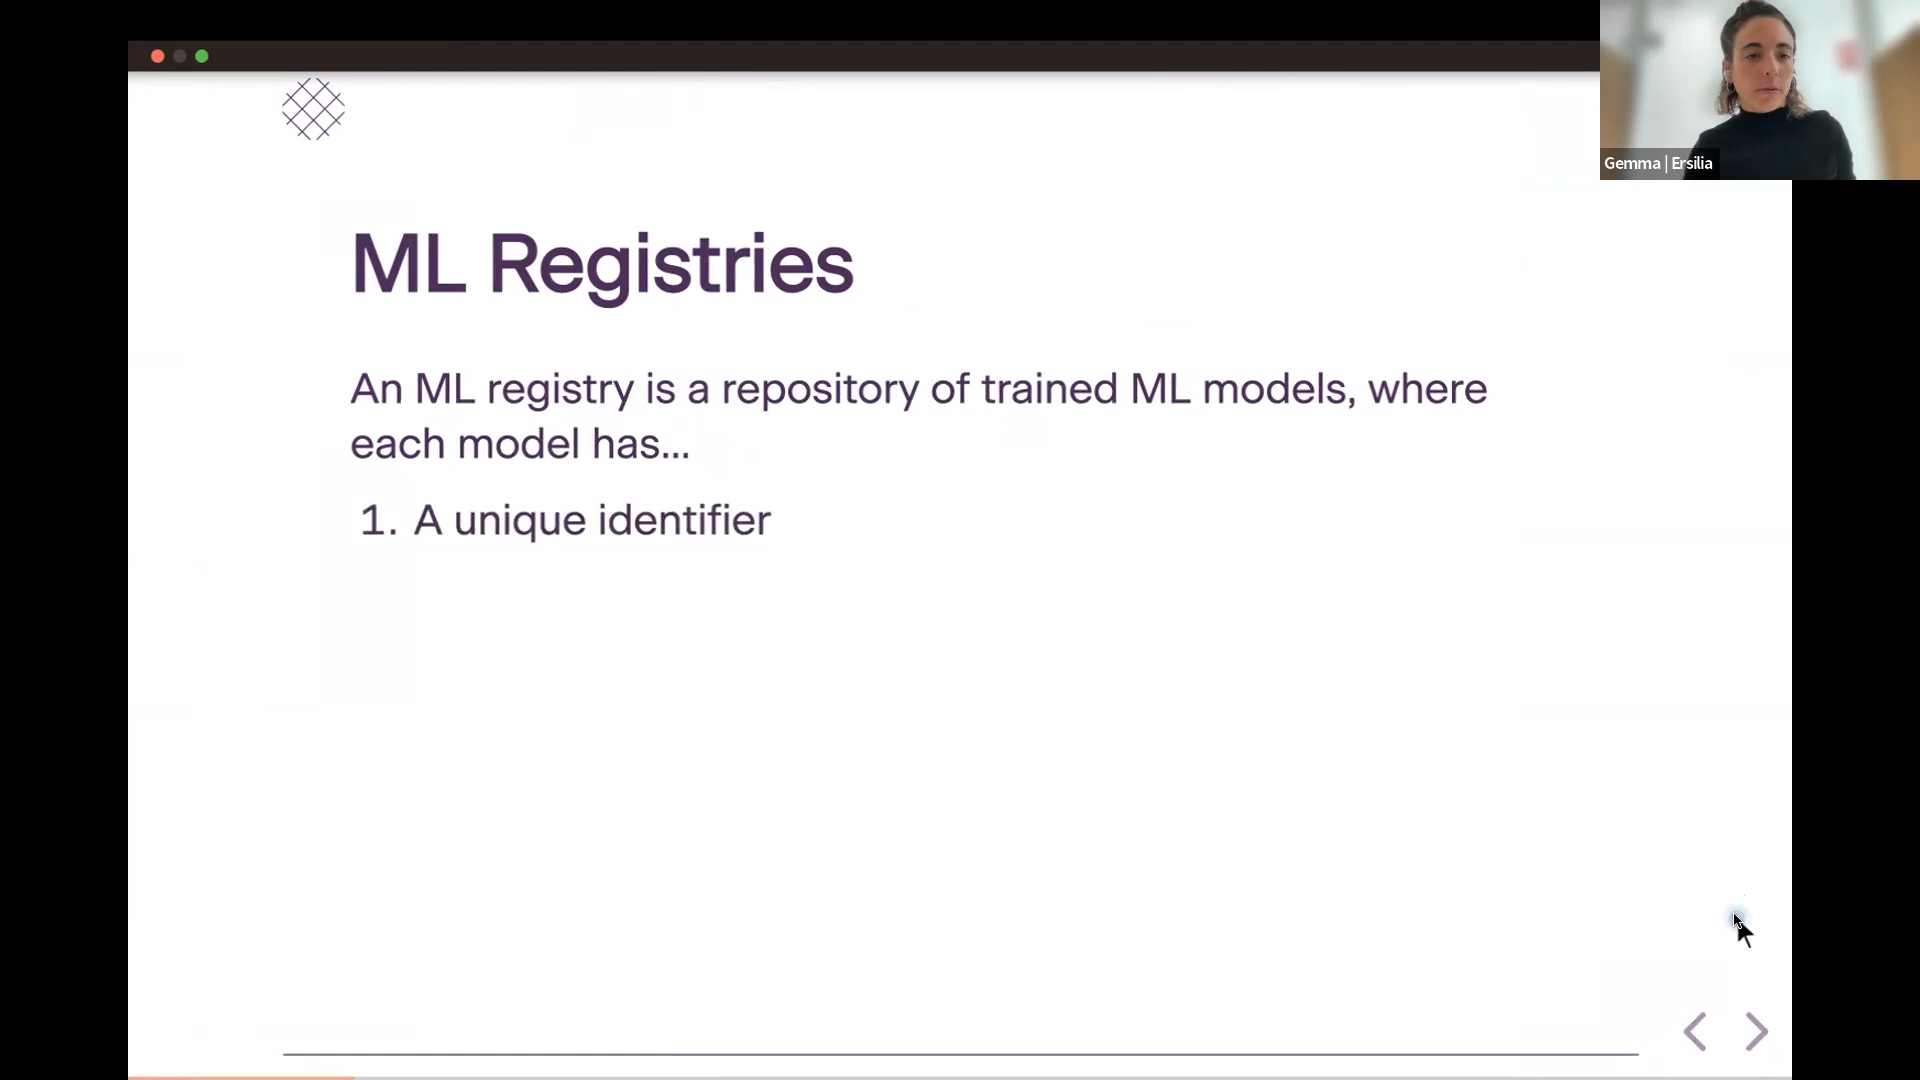 Gemma | Ersilia
ML Registries
An ML registry is a repository of trained ML models, where
each model has...
1. A unique identifier